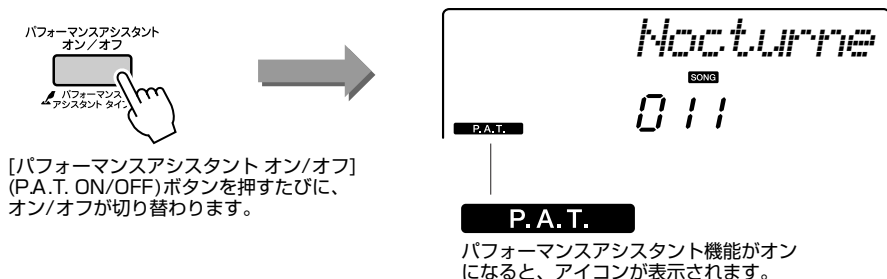 パフォーマンスアシスタント
オン／オフ
パフォーマンス
アシスタント タイ
[パフォーマンスアシスタント オン/オフ]
(P.A.T. ON/OFF)ボタンを押すたびに、
オン/オフが切り替わります。
Nocturne
SONG
011
P.A.T.
P.A.T.
パフォーマンスアシスタント機能がオン
になると、アイコンが表示されます。